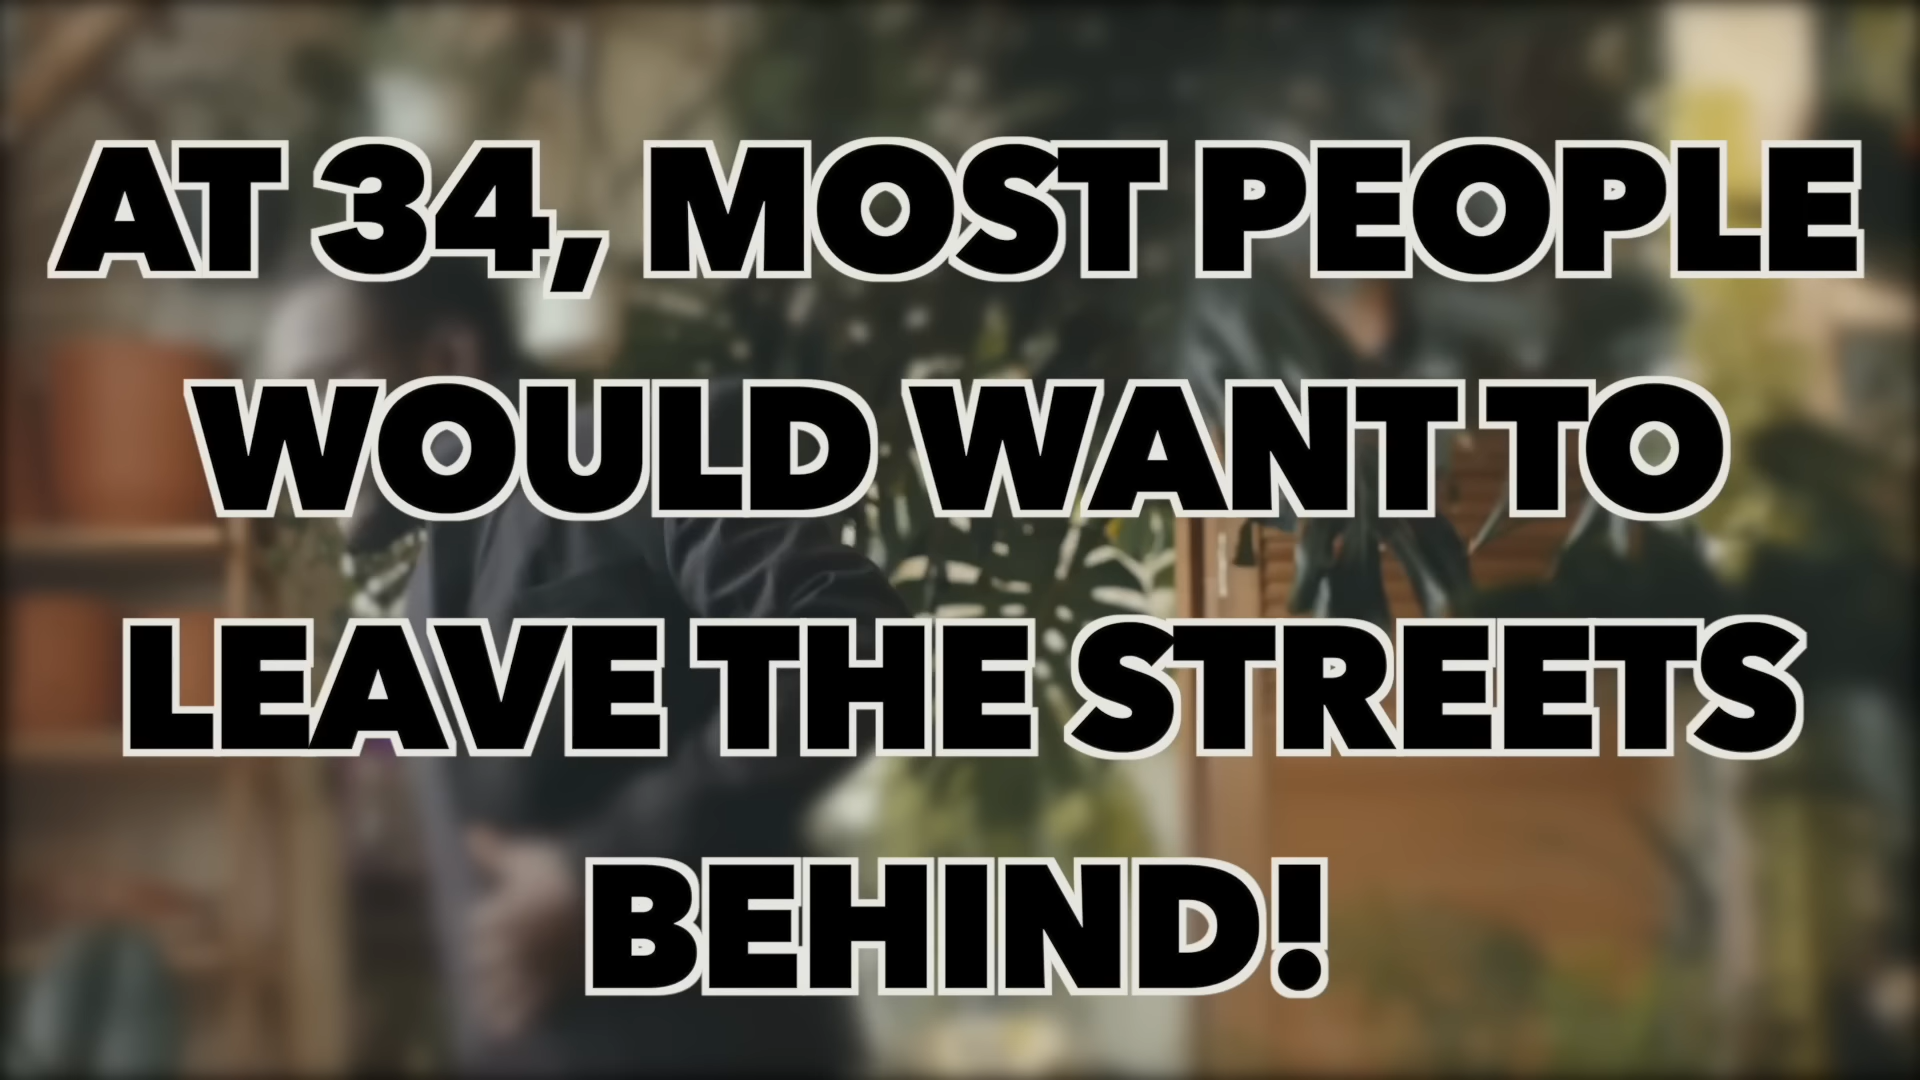 AT 34, MOST PEOPLE
WOULD WANT TO
LEAVE THE STREETS
BEHIND!